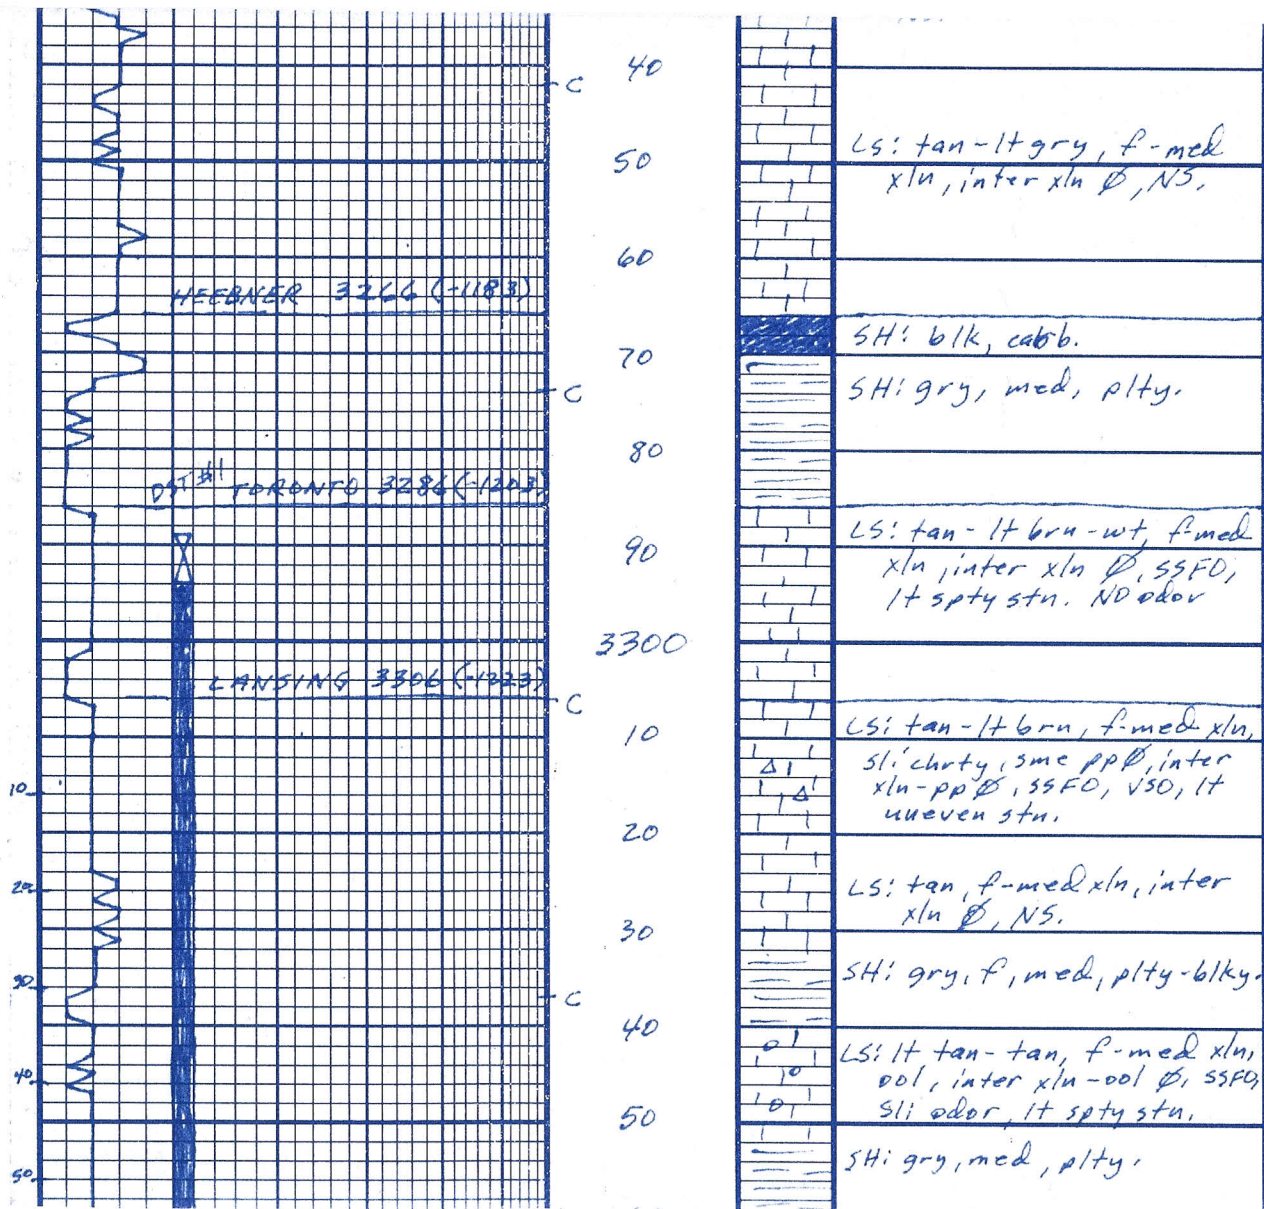 40
C
LS: tan-lt gry, f-med
50
xln, inter xln Ø, NS.
60
HEEBNER 3266 (-1183)
SH: blk, carb.
70
C
SH: gry, med, plty.
80
DST #1 TORONTO 3286 (-1203)
LS: tan-lt brn-wt, f-med
90
xln, inter xln Ø, SSFO,
lt spty stn. NO odor
3300
LANSING 3306 (-1223)
C
10
LS: tan-lt brn, f-med xln,
sli chrty, sme pp Ø, inter
10
xln-pp Ø, SSFO, VSO, lt
uneven stn.
20
20
LS: tan, f-med xln, inter
xln Ø, NS.
30
SH: gry, f, med, plty-blky.
30
C
40
LS: lt tan-tan, f-med xln,
40
ool, inter xln-ool Ø, SSFO,
sli odor, lt spty stn.
50
SH: gry, med, plty.
50